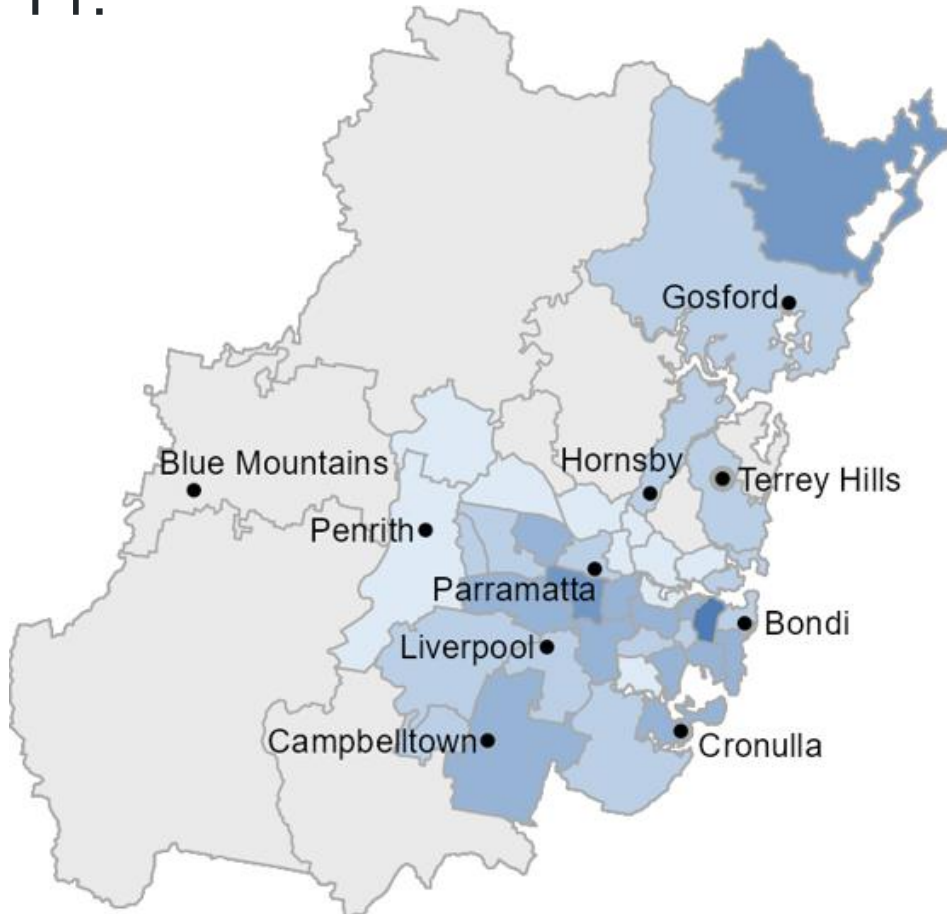 Gosford
Hornsby
Blue Mountains
Terrey Hills
Penrith
Parramatta
Bondi
Liverpool
Campbelltown
Cronulla